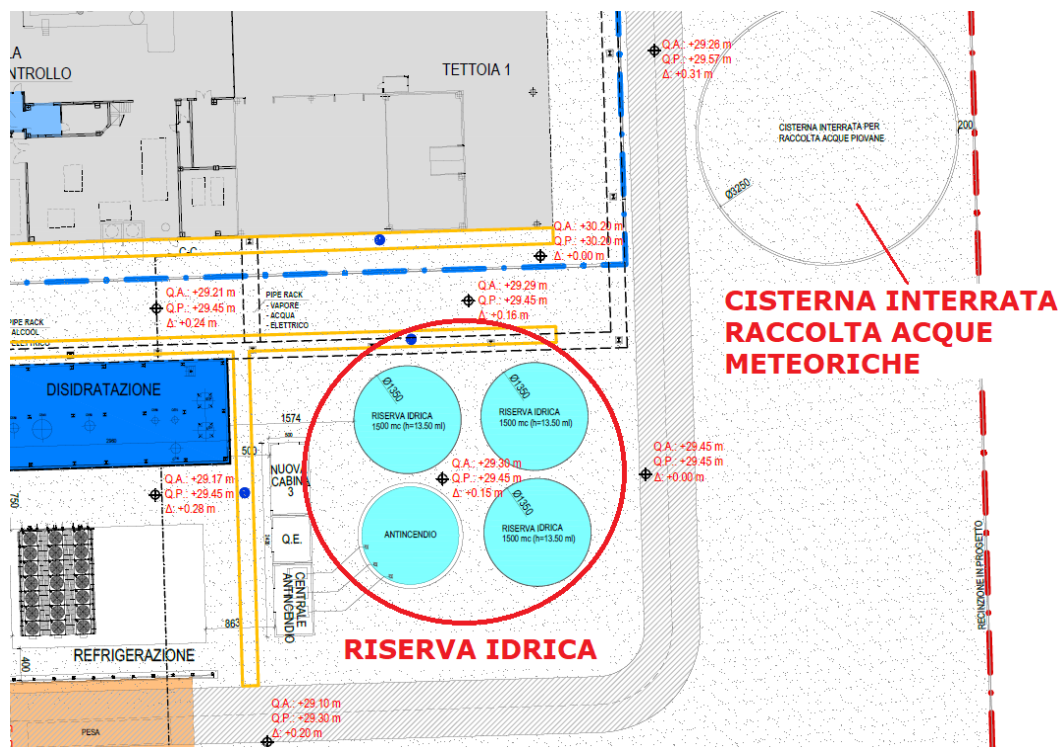 LA
NTROLLO
TETTOIA 1
Q.A.: +29.26 m
Q.P.: +29.57 m
Δ: +0.31 m
CISTERNA INTERRATA PER
RACCOLTA ACQUE PIOVANE
200
Ø3250
C-C
Q.A.: +30.20 m
Q.P.: +30.20 m
Δ: +0.00 m
Q.A.: +29.21 m
Q.P.: +29.45 m
Δ: +0.24 m
PIPE RACK
- VAPORE
- ACQUA
- ELETTRICO
Q.A.: +29.29 m
Q.P.: +29.45 m
Δ: +0.16 m
CISTERNA INTERRATA
RACCOLTA ACQUE
METEORICHE
PIPE RACK
ALCOOL
ELETTRICO
DISIDRATAZIONE
1574
500
Ø1350
RISERVA IDRICA
1500 mc (h=13.50 ml)
Ø1350
RISERVA IDRICA
1500 mc (h=13.50 ml)
Q.A.: +29.17 m
Q.P.: +29.45 m
Δ: +0.28 m
NUOVA
CABINA
3
Q.A.: +29.30 m
Q.P.: +29.45 m
Δ: +0.15 m
Q.A.: +29.45 m
Q.P.: +29.45 m
Δ: +0.00 m
750
Q.E.
ANTINCENDIO
Ø1350
RISERVA IDRICA
1500 mc (h=13.50 ml)
CENTRALE
ANTINCENDIO
863
RECINZIONE IN PROGETTO
REFRIGERAZIONE
400
RISERVA IDRICA
Q.A.: +29.10 m
Q.P.: +29.30 m
Δ: +0.20 m
PESA